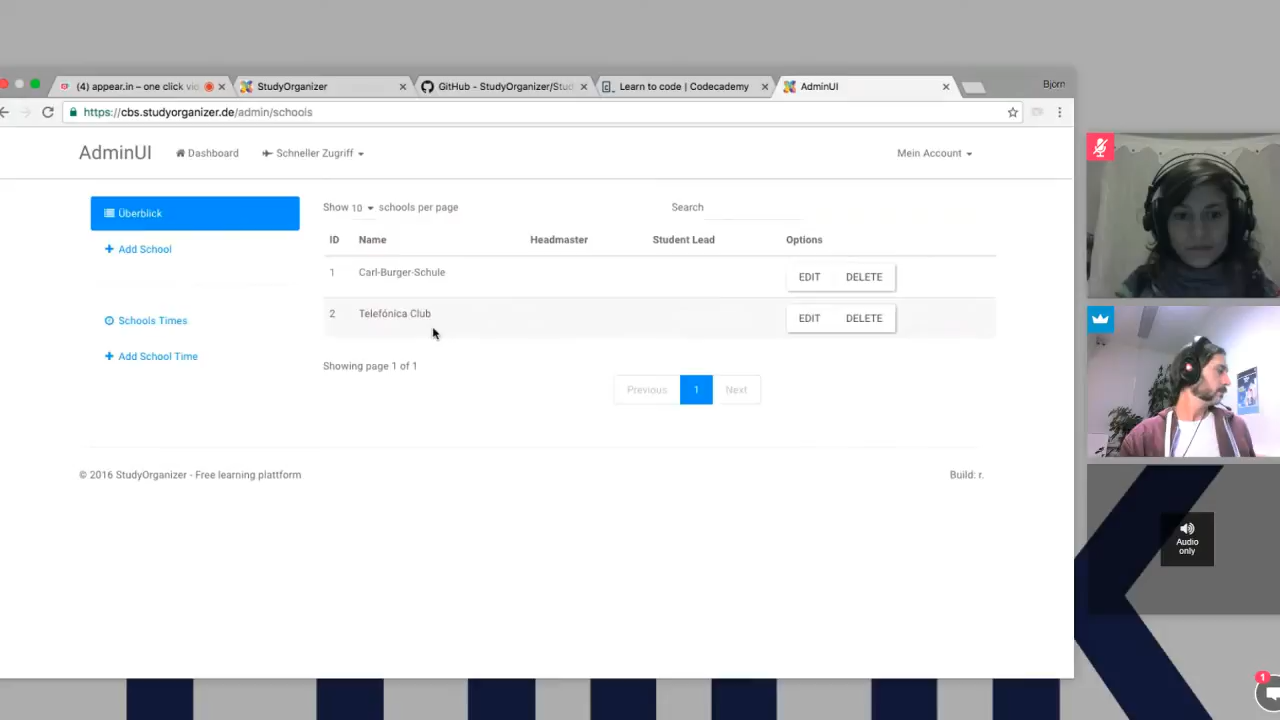 (4) appear.in – one click vi
StudyOrganizer
GitHub - StudyOrganizer/Stud
Learn to code | Codecademy
AdminUI
Bjorn
https://cbs.studyorganizer.de/admin/schools
AdminUI
Dashboard
Schneller Zugriff
Mein Account
Überblick
Add School
Schools Times
Add School Time
Show 10 schools per page
Search
ID Name Headmaster Student Lead Options
1 Carl-Burger-Schule EDIT DELETE
2 Telefónica Club EDIT DELETE
Showing page 1 of 1
Previous 1 Next
© 2016 StudyOrganizer - Free learning plattform
Build: r.
Audio
only
1